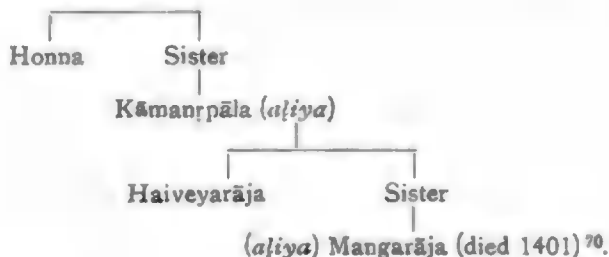 Honna Sister
Kāmanṛpāla (aḷiya)
Haiveyarāja Sister
(aḷiya) Mangarāja (died 1401) 70.